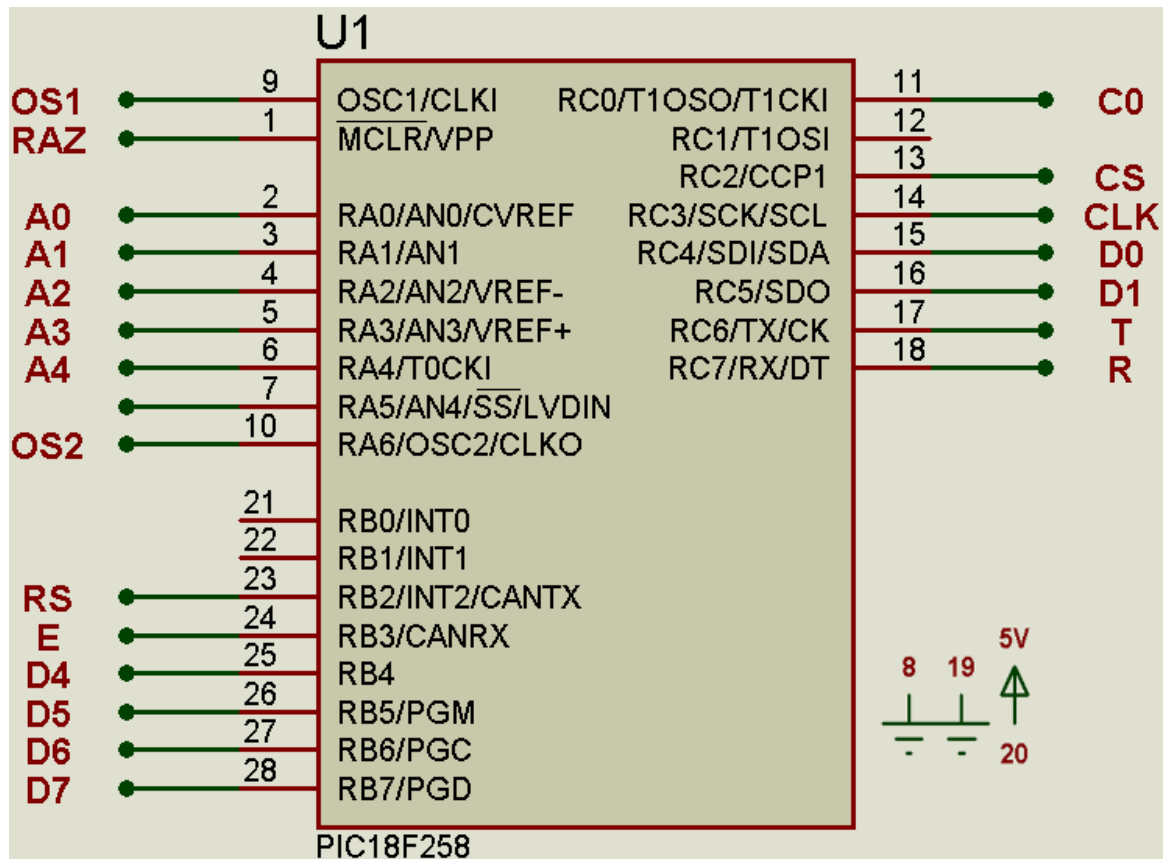 U1
OS1 9 OSC1/CLKI RC0/T1OSO/T1CKI 11 C0
RAZ 1 MCLR/VPP RC1/T1OSI 12
RC2/CCP1 13 CS
A0 2 RA0/AN0/CVREF RC3/SCK/SCL 14 CLK
A1 3 RA1/AN1 RC4/SDI/SDA 15 D0
A2 4 RA2/AN2/VREF- RC5/SDO 16 D1
A3 5 RA3/AN3/VREF+ RC6/TX/CK 17 T
A4 6 RA4/T0CKI RC7/RX/DT 18 R
7 RA5/AN4/SS/LVDIN
OS2 10 RA6/OSC2/CLKO
21 RB0/INT0
22 RB1/INT1
RS 23 RB2/INT2/CANTX
E 24 RB3/CANRX
D4 25 RB4
D5 26 RB5/PGM
D6 27 RB6/PGC
D7 28 RB7/PGD
5V
8 19
20
PIC18F258